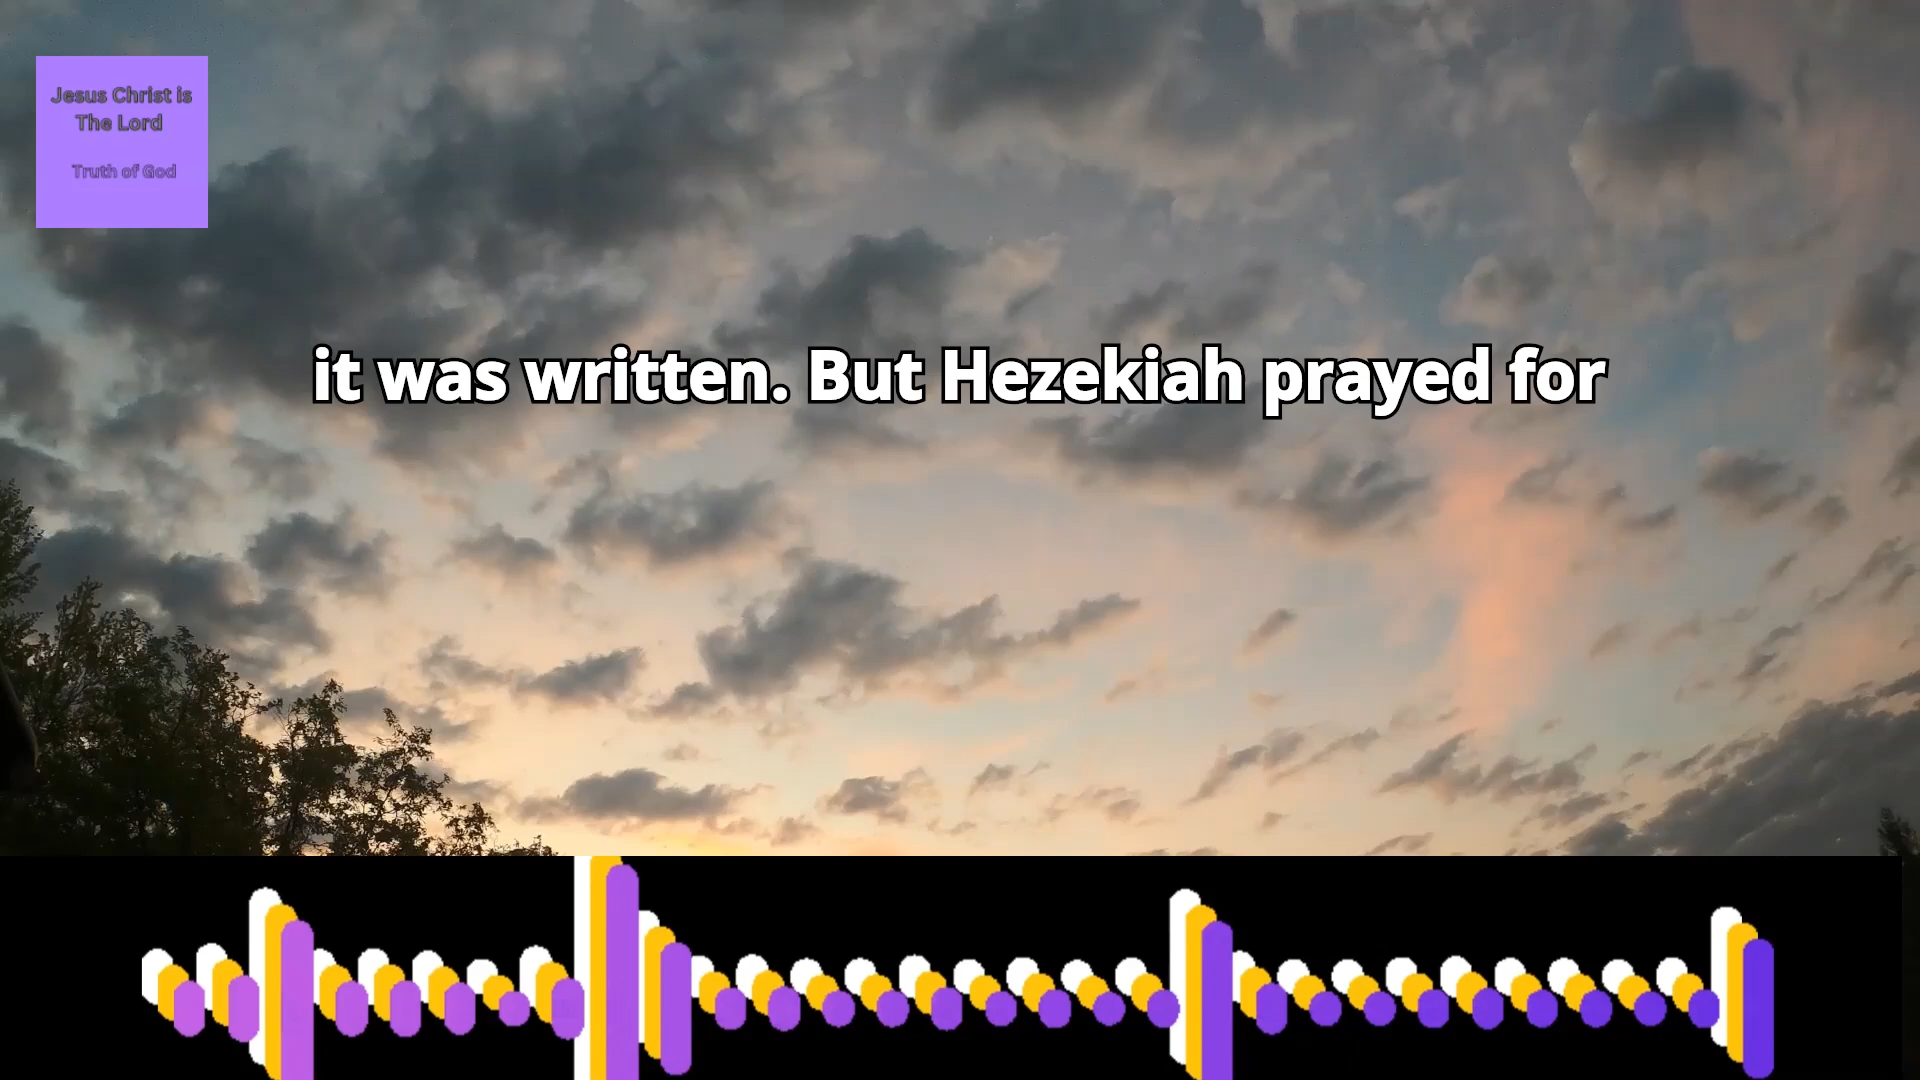 Jesus Christ is
The Lord
Truth of God
it was written. But Hezekiah prayed for